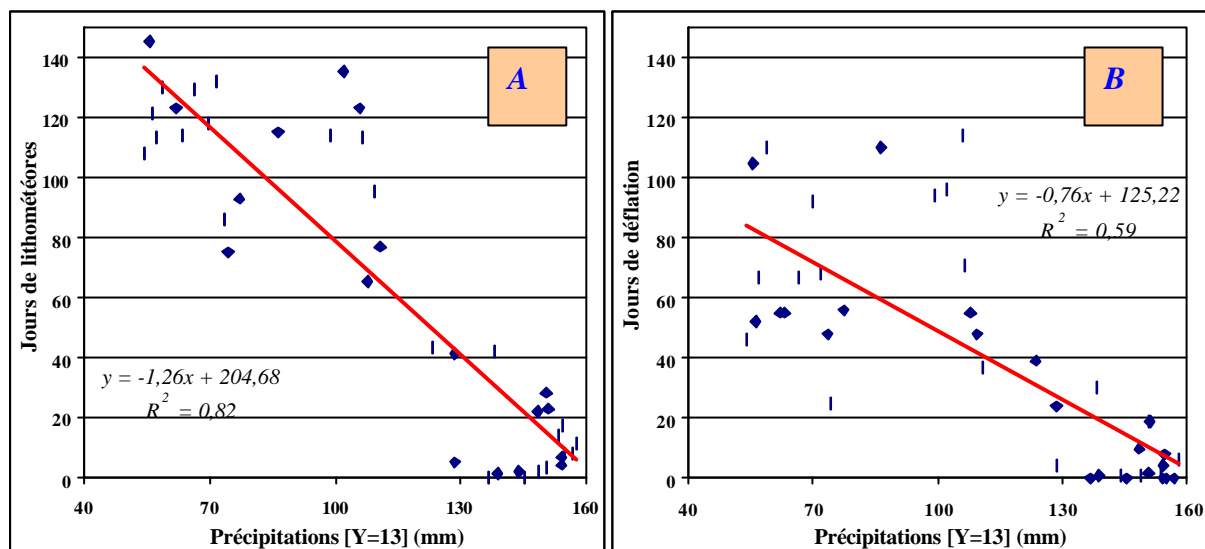 Jours de lithométéores
140
120
100
80
60
40
20
0
A
y = -1,26x + 204,68
R² = 0,82
40 70 100 130 160
Précipitations [Y=13] (mm)
Jours de déflation
140
120
100
80
60
40
20
0
B
y = -0,76x + 125,22
R² = 0,59
40 70 100 130 160
Précipitations [Y=13] (mm)